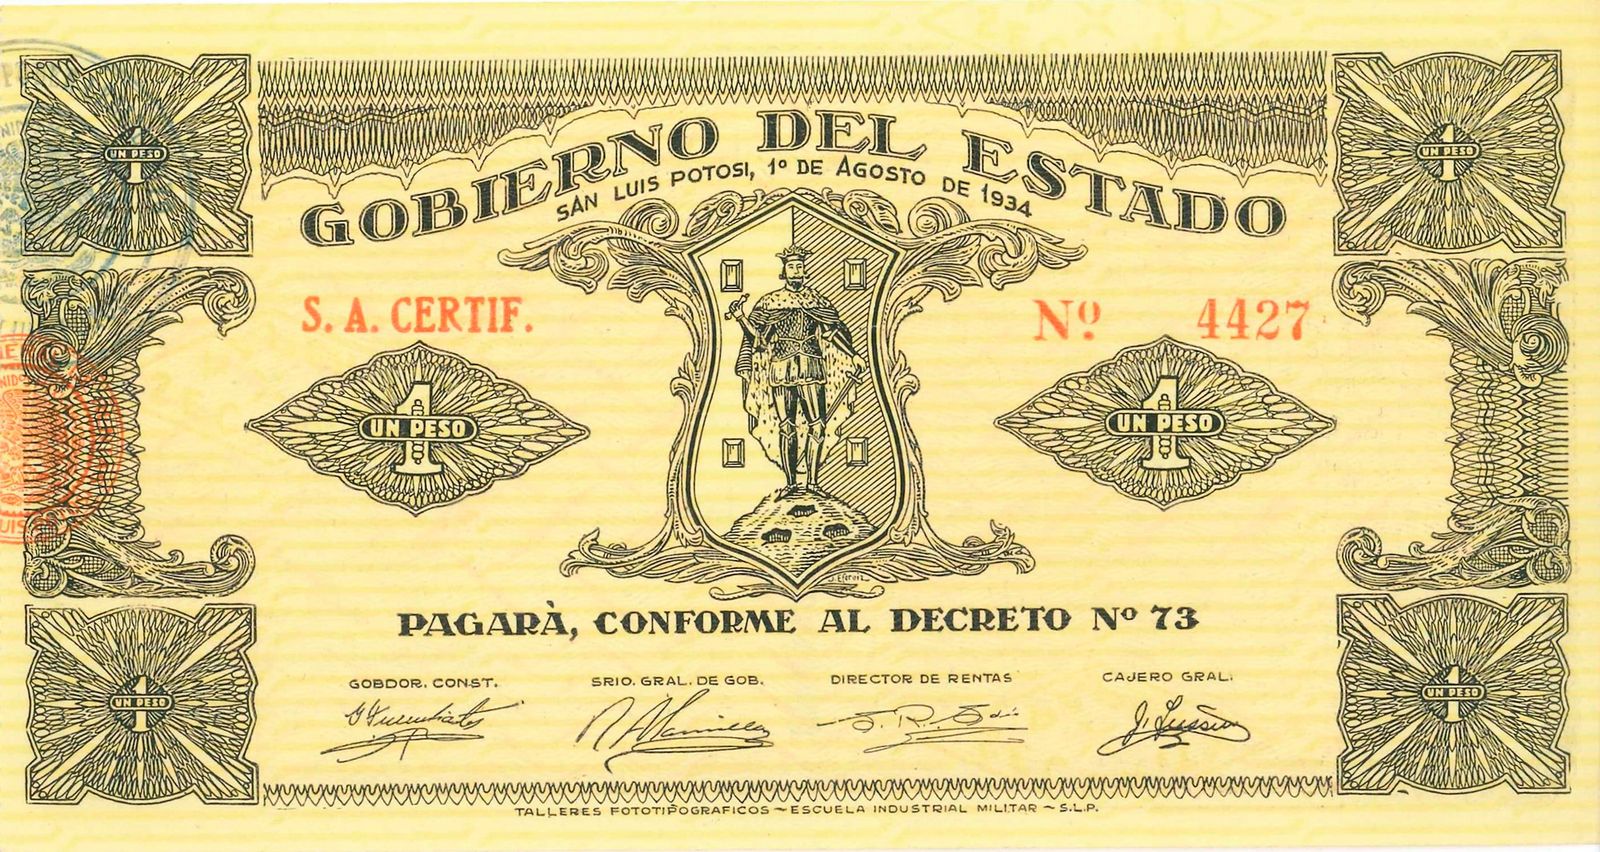 GOBIERNO DEL ESTADO
SAN LUIS POTOSI, 1º DE AGOSTO DE 1934
1 UN PESO
1 UN PESO
S. A. CERTIF.
Nº 4427
1 UN PESO
1 UN PESO
PAGARÀ, CONFORME AL DECRETO Nº 73
GOBDOR. CONST.
SRIO. GRAL. DE GOB.
DIRECTOR DE RENTAS
CAJERO GRAL.
1 UN PESO
1 UN PESO
TALLERES FOTOTIPOGRAFICOS ~ ESCUELA INDUSTRIAL MILITAR ~ S.L.P.